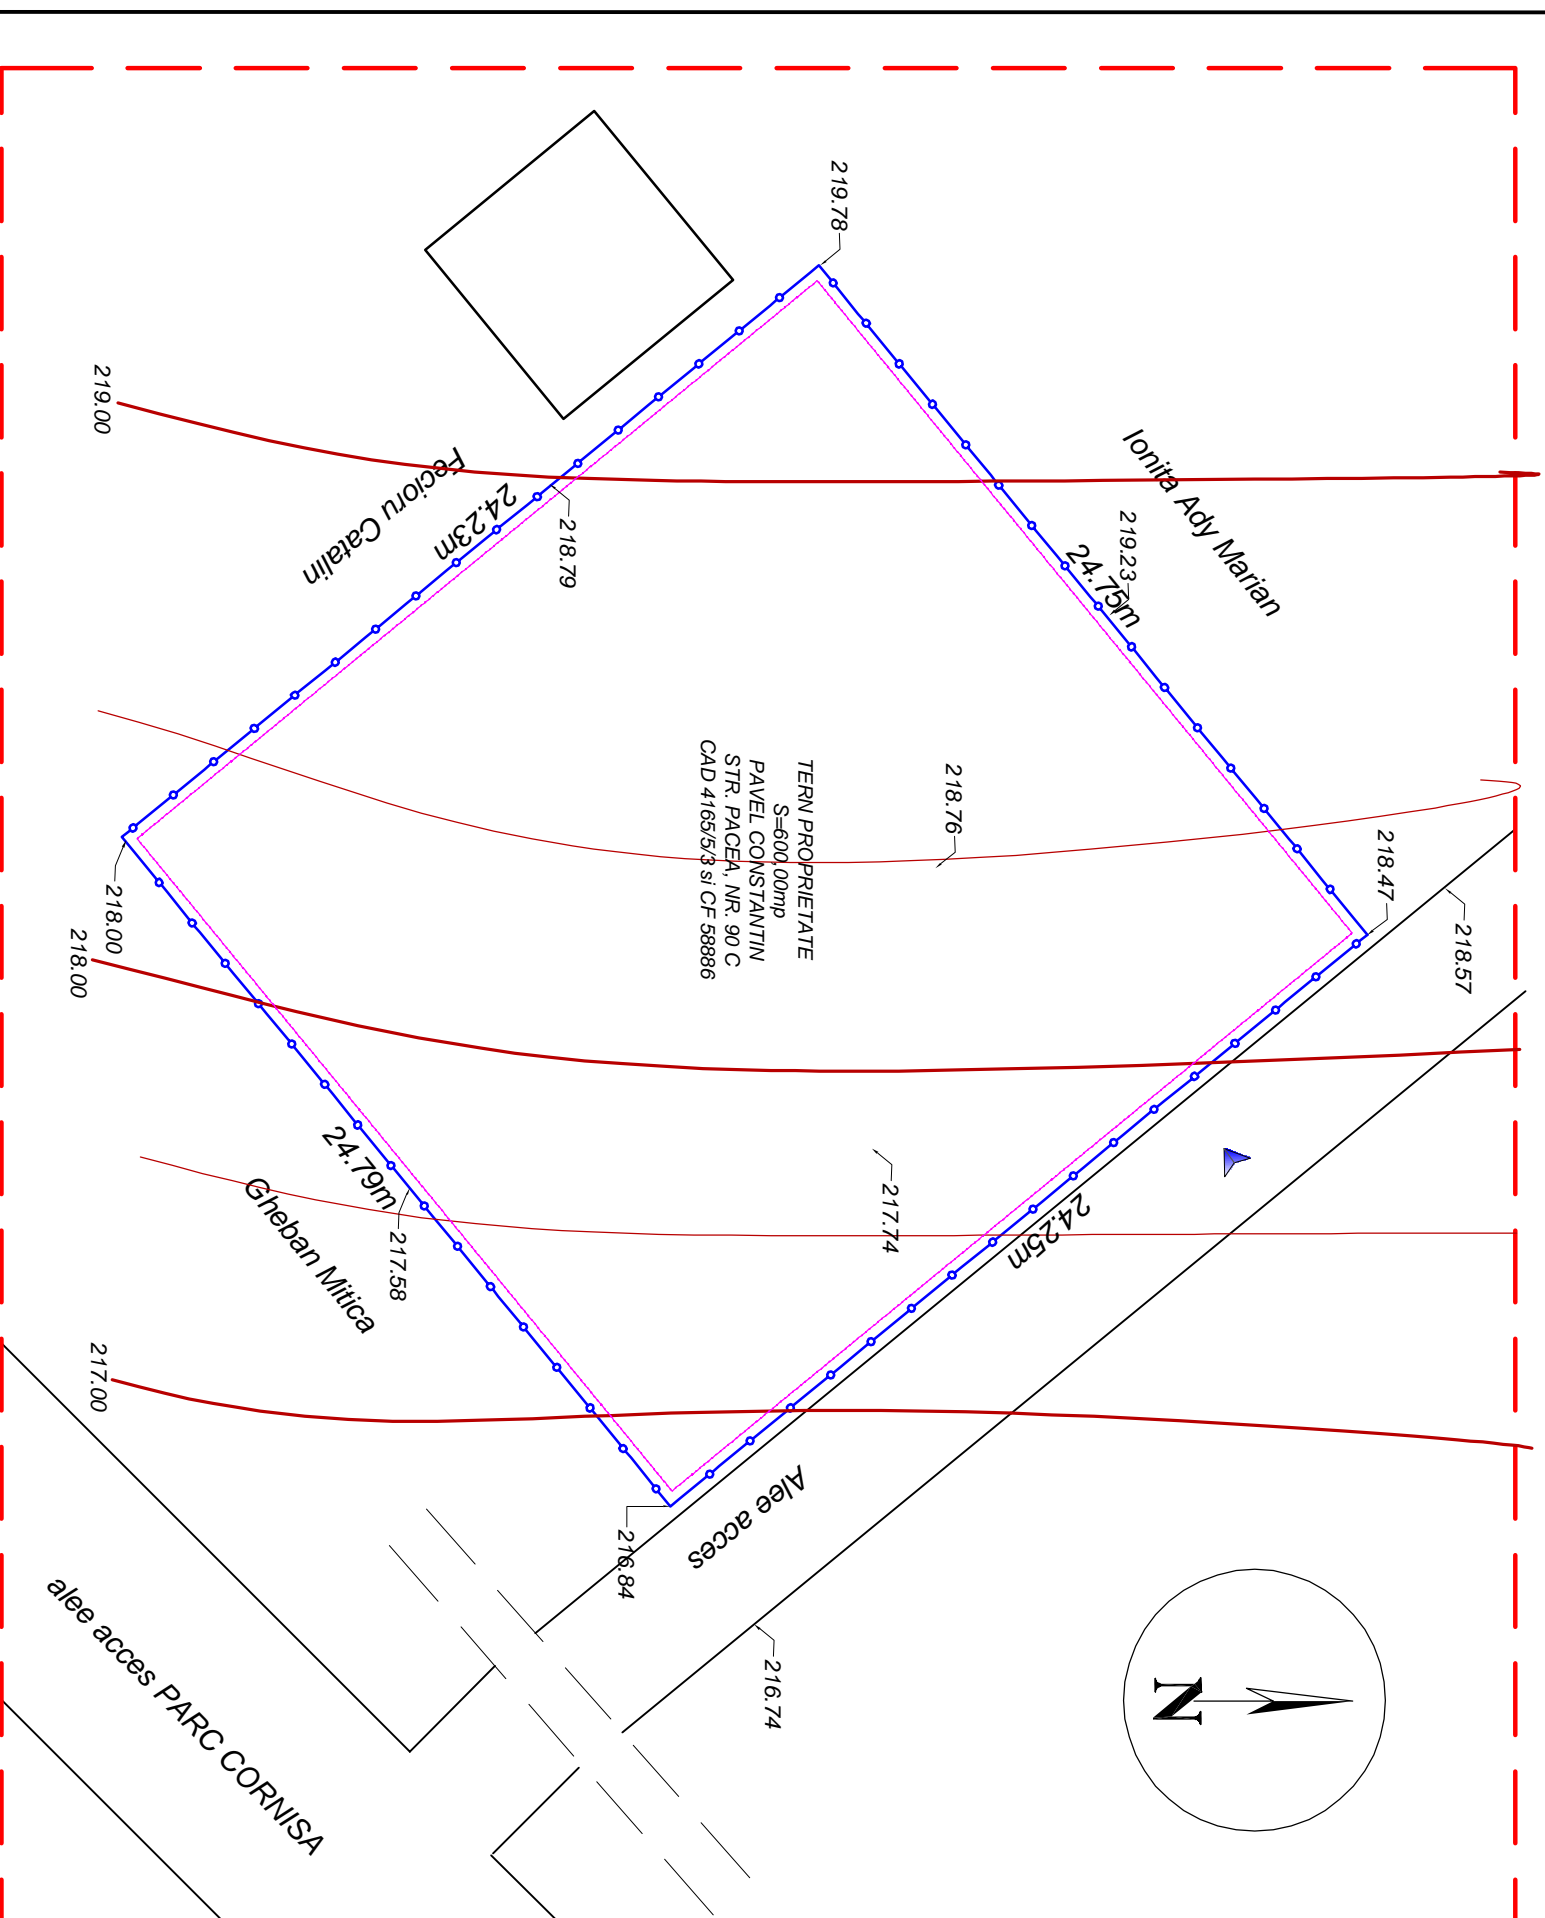 219.78
Ionita Ady Marian
219.00
Fecioru Catalin
24.23m
218.79
219.23
24.75m
TERN PROPRIETATE
S=600,00mp
PAVEL CONSTANTIN
STR. PACEA, NR. 90 C
CAD 4165/5/3 si CF 58886
218.76
218.47
218.57
218.00
218.00
24.79m
Gheban Mitica
217.58
217.74
24.25m
217.00
Alee acces
216.84
216.74
alee acces PARC CORNISA
N